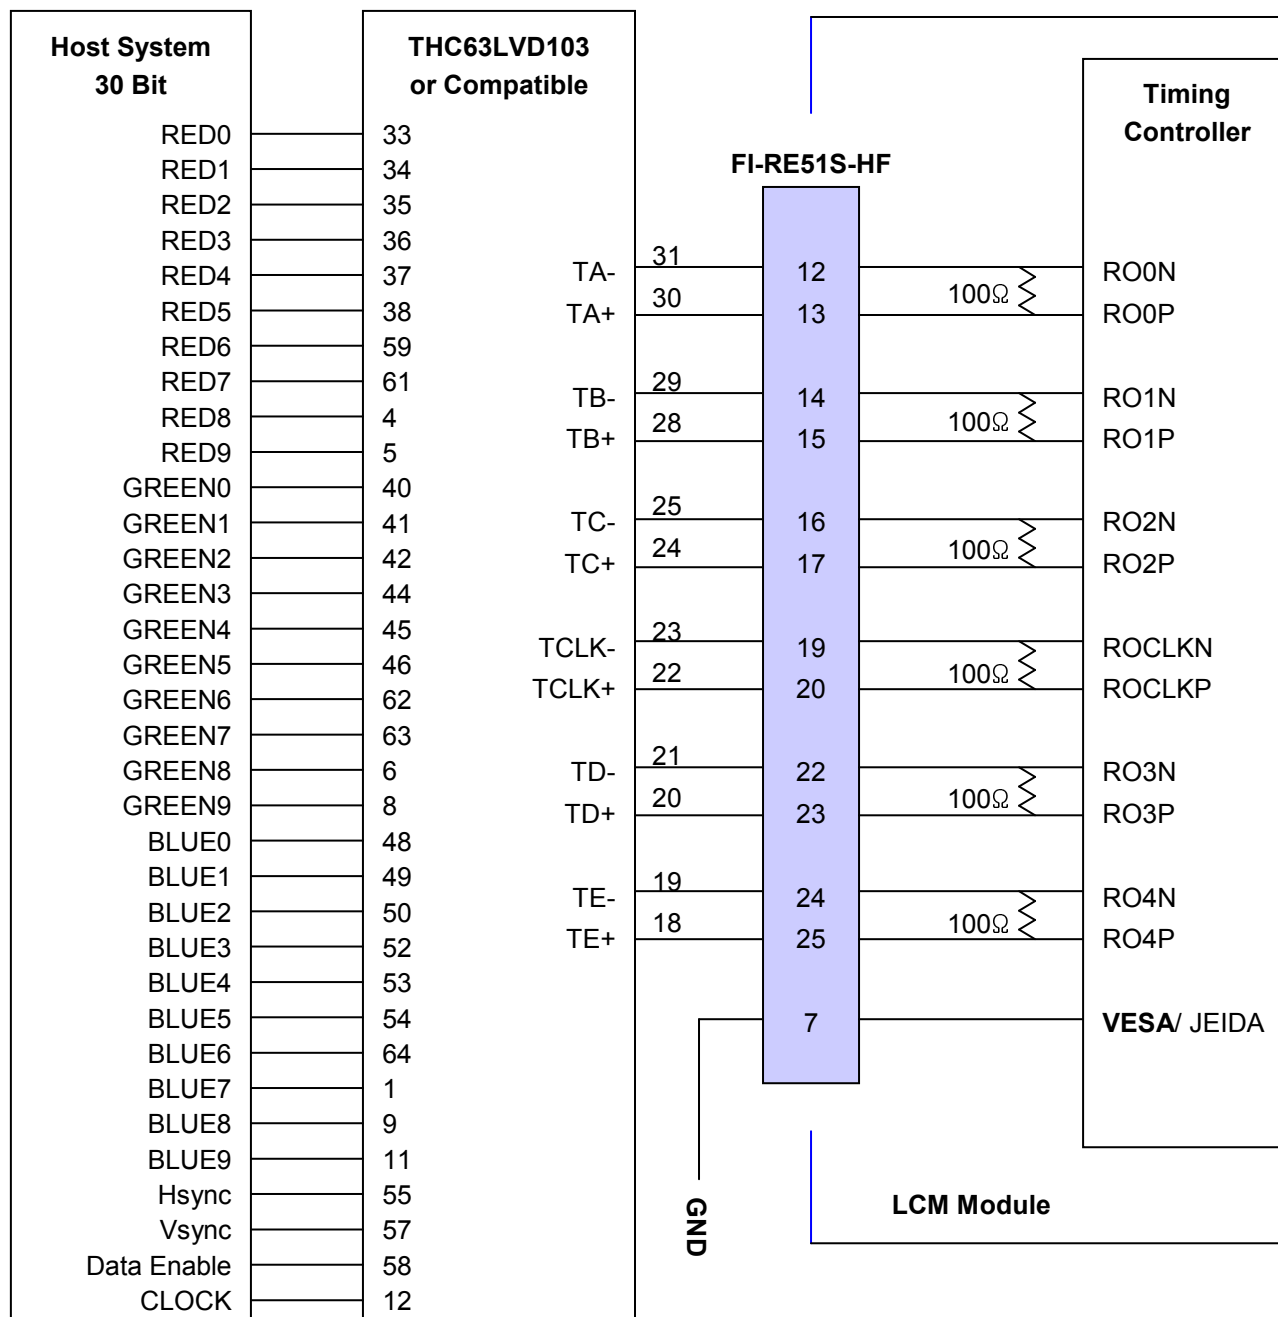 Host System
30 Bit
RED0 33
RED1 34
RED2 35
RED3 36
RED4 37
RED5 38
RED6 59
RED7 61
RED8 4
RED9 5
GREEN0 40
GREEN1 41
GREEN2 42
GREEN3 44
GREEN4 45
GREEN5 46
GREEN6 62
GREEN7 63
GREEN8 6
GREEN9 8
BLUE0 48
BLUE1 49
BLUE2 50
BLUE3 52
BLUE4 53
BLUE5 54
BLUE6 64
BLUE7 1
BLUE8 9
BLUE9 11
Hsync 55
Vsync 57
Data Enable 58
CLOCK 12
THC63LVD103
or Compatible
FI-RE51S-HF
Timing
Controller
TA- 31 12 RO0N
100Ω
TA+ 30 13 RO0P
TB- 29 14 RO1N
100Ω
TB+ 28 15 RO1P
TC- 25 16 RO2N
100Ω
TC+ 24 17 RO2P
TCLK- 23 19 ROCLKN
100Ω
TCLK+ 22 20 ROCLKP
TD- 21 22 RO3N
100Ω
TD+ 20 23 RO3P
TE- 19 24 RO4N
100Ω
TE+ 18 25 RO4P
7 VESA/ JEIDA
GND
LCM Module